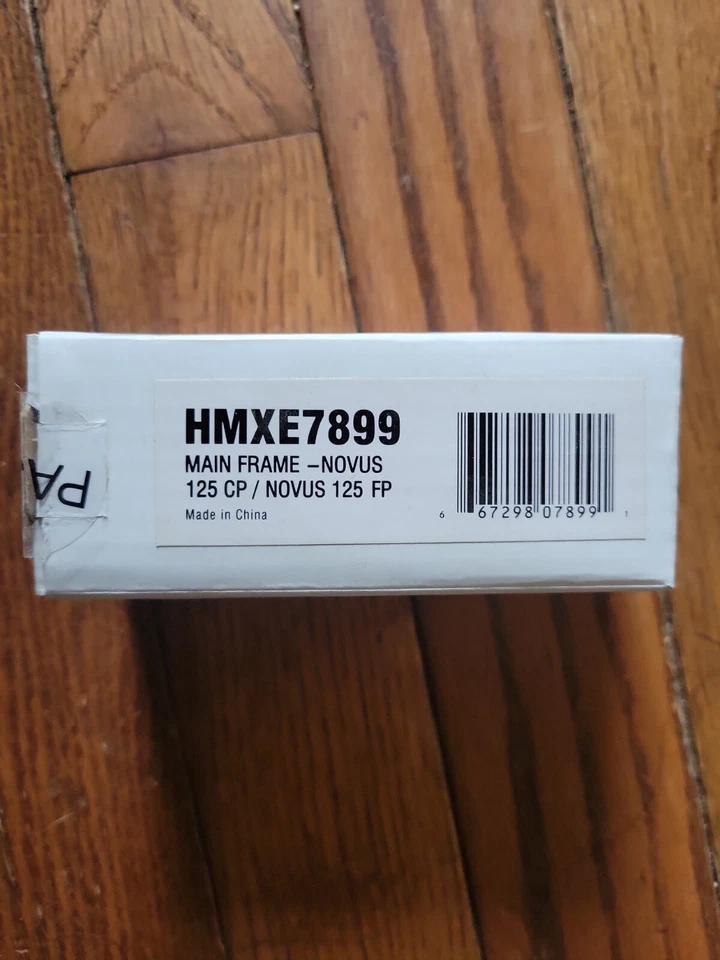 HMXE7899
MAIN FRAME –NOVUS
125 CP / NOVUS 125 FP
Made in China
6 67298 07899 1
PA